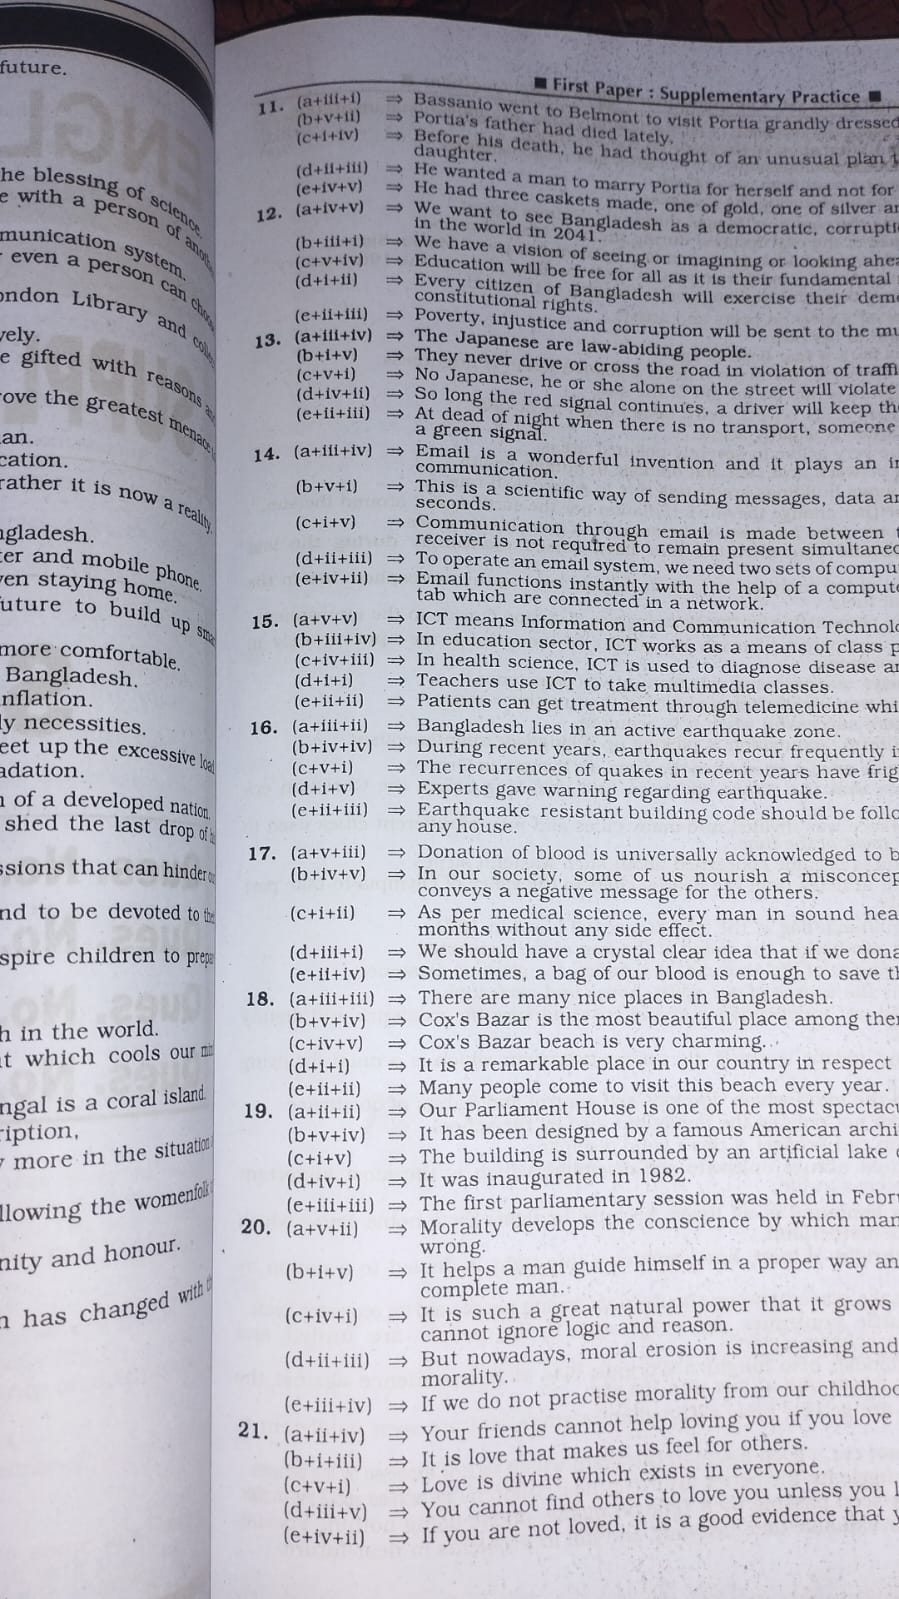 future.
he blessing of science.
e with a person of
munication system.
even a person can
ondon Library and
vely.
e gifted with reasons
ove the greatest menace
an.
cation.
rather it is now a reality.
ngladesh.
er and mobile phone.
en staying home.
future to build up
more comfortable.
Bangladesh.
nflation.
ly necessities.
eet up the excessive
adation.
of a developed nation.
shed the last drop of
ssions that can hinder
nd to be devoted to
spire children to
h in the world.
t which cools our
ngal is a coral island.
ription,
more in the situation
llowing the womenfolk
nity and honour.
n has changed with
■ First Paper : Supplementary Practice ■
11. (a+iii+i) ⇒ Bassanio went to Belmont to visit Portia grandly dressed
(b+v+ii) ⇒ Portia's father had died lately.
(c+i+iv) ⇒ Before his death, he had thought of an unusual plan
daughter.
(d+ii+iii) ⇒ He wanted a man to marry Portia for herself and not for
(e+iv+v) ⇒ He had three caskets made, one of gold, one of silver
12. (a+iv+v) ⇒ We want to see Bangladesh as a democratic,
in the world in 2041.
(b+iii+i) ⇒ We have a vision of seeing or imagining or looking
(c+v+iv) ⇒ Education will be free for all as it is their fundamental
(d+i+ii) ⇒ Every citizen of Bangladesh will exercise their
constitutional rights.
(e+ii+iii) ⇒ Poverty, injustice and corruption will be sent to the
13. (a+iii+iv) ⇒ The Japanese are law-abiding people.
(b+i+v) ⇒ They never drive or cross the road in violation of
(c+v+i) ⇒ No Japanese, he or she alone on the street will violate
(d+iv+ii) ⇒ So long the red signal continues, a driver will keep
(e+ii+iii) ⇒ At dead of night when there is no transport, someone
a green signal.
14. (a+iii+iv) ⇒ Email is a wonderful invention and it plays an
communication.
(b+v+i) ⇒ This is a scientific way of sending messages, data
seconds.
(c+i+v) ⇒ Communication through email is made between
receiver is not required to remain present
(d+ii+iii) ⇒ To operate an email system, we need two sets of compu
(e+iv+ii) ⇒ Email functions instantly with the help of a compute
tab which are connected in a network.
15. (a+v+v) ⇒ ICT means Information and Communication Technolo
(b+iii+iv) ⇒ In education sector, ICT works as a means of class p
(c+iv+iii) ⇒ In health science, ICT is used to diagnose disease an
(d+i+i) ⇒ Teachers use ICT to take multimedia classes.
(e+ii+ii) ⇒ Patients can get treatment through telemedicine whi
16. (a+iii+ii) ⇒ Bangladesh lies in an active earthquake zone.
(b+iv+iv) ⇒ During recent years, earthquakes recur frequently i
(c+v+i) ⇒ The recurrences of quakes in recent years have frig
(d+i+v) ⇒ Experts gave warning regarding earthquake.
(e+ii+iii) ⇒ Earthquake resistant building code should be follo
any house.
17. (a+v+iii) ⇒ Donation of blood is universally acknowledged to b
(b+iv+v) ⇒ In our society, some of us nourish a misconcep
conveys a negative message for the others.
(c+i+ii) ⇒ As per medical science, every man in sound hea
months without any side effect.
(d+iii+i) ⇒ We should have a crystal clear idea that if we dona
(e+ii+iv) ⇒ Sometimes, a bag of our blood is enough to save th
18. (a+iii+iii) ⇒ There are many nice places in Bangladesh.
(b+v+iv) ⇒ Cox's Bazar is the most beautiful place among the
(c+iv+v) ⇒ Cox's Bazar beach is very charming.
(d+i+i) ⇒ It is a remarkable place in our country in respect
(e+ii+ii) ⇒ Many people come to visit this beach every year.
19. (a+ii+ii) ⇒ Our Parliament House is one of the most spectac
(b+v+iv) ⇒ It has been designed by a famous American archi
(c+i+v) ⇒ The building is surrounded by an artificial lake
(d+iv+i) ⇒ It was inaugurated in 1982.
(e+iii+iii) ⇒ The first parliamentary session was held in Febr
20. (a+v+ii) ⇒ Morality develops the conscience by which man
wrong.
(b+i+v) ⇒ It helps a man guide himself in a proper way an
complete man.
(c+iv+i) ⇒ It is such a great natural power that it grows
cannot ignore logic and reason.
(d+ii+iii) ⇒ But nowadays, moral erosion is increasing and
morality.
(e+iii+iv) ⇒ If we do not practise morality from our childhoo
21. (a+ii+iv) ⇒ Your friends cannot help loving you if you love
(b+i+iii) ⇒ It is love that makes us feel for others.
(c+v+i) ⇒ Love is divine which exists in everyone.
(d+iii+v) ⇒ You cannot find others to love you unless you
(e+iv+ii) ⇒ If you are not loved, it is a good evidence that